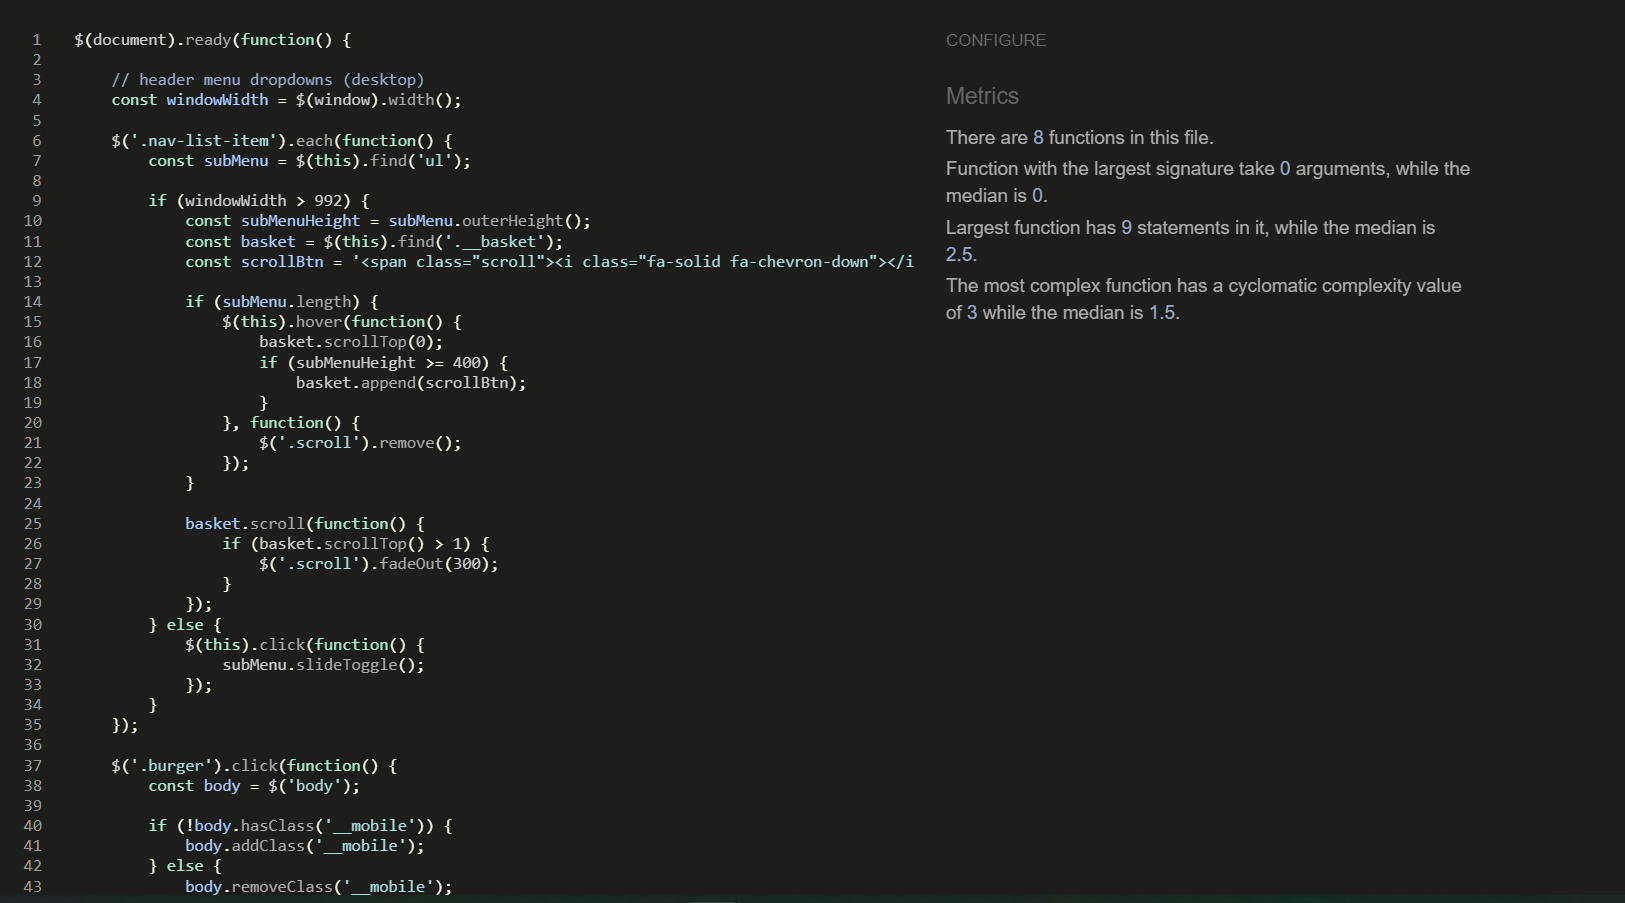 1 $(document).ready(function() {
2
3 // header menu dropdowns (desktop)
4 const windowWidth = $(window).width();
5
6 $('.nav-list-item').each(function() {
7 const subMenu = $(this).find('ul');
8
9 if (windowWidth > 992) {
10 const subMenuHeight = subMenu.outerHeight();
11 const basket = $(this).find('.__basket');
12 const scrollBtn = '<span class="scroll"><i class="fa-solid fa-chevron-down"></i
13
14 if (subMenu.length) {
15 $(this).hover(function() {
16 basket.scrollTop(0);
17 if (subMenuHeight >= 400) {
18 basket.append(scrollBtn);
19 }
20 }, function() {
21 $('.scroll').remove();
22 });
23 }
24
25 basket.scroll(function() {
26 if (basket.scrollTop() > 1) {
27 $('.scroll').fadeOut(300);
28 }
29 });
30 } else {
31 $(this).click(function() {
32 subMenu.slideToggle();
33 });
34 }
35 });
36
37 $('.burger').click(function() {
38 const body = $('body');
39
40 if (!body.hasClass('__mobile')) {
41 body.addClass('__mobile');
42 } else {
43 body.removeClass('__mobile');
CONFIGURE
Metrics
There are 8 functions in this file.
Function with the largest signature take 0 arguments, while the
median is 0.
Largest function has 9 statements in it, while the median is
2.5.
The most complex function has a cyclomatic complexity value
of 3 while the median is 1.5.